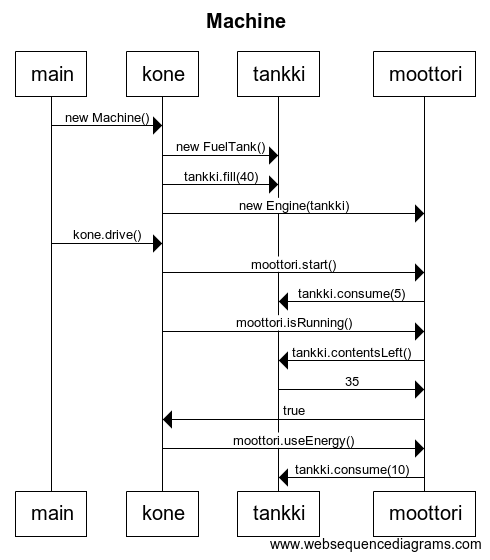 Machine
main kone tankki moottori
new Machine()
new FuelTank()
tankki.fill(40)
new Engine(tankki)
kone.drive()
moottori.start()
tankki.consume(5)
moottori.isRunning()
tankki.contentsLeft()
35
true
moottori.useEnergy()
tankki.consume(10)
main kone tankki moottori
www.websequencediagrams.com